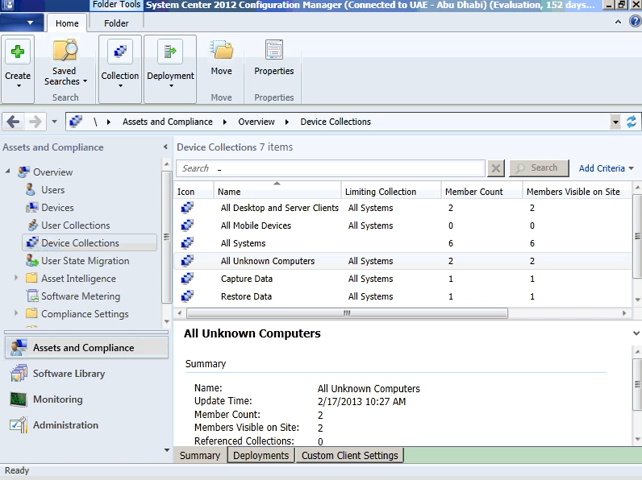 Folder Tools System Center 2012 Configuration Manager (Connected to UAE - Abu Dhabi) (Evaluation, 152 days...
Home Folder
Create Saved Searches Collection Deployment Move Properties
Search Move Properties
\ Assets and Compliance Overview Device Collections
Assets and Compliance
Overview
Users
Devices
User Collections
Device Collections
User State Migration
Asset Intelligence
Software Metering
Compliance Settings
Assets and Compliance
Software Library
Monitoring
Administration
Device Collections 7 items
Search Search Add Criteria
Icon Name Limiting Collection Member Count Members Visible on Site
All Desktop and Server Clients All Systems 2 2
All Mobile Devices All Systems 0 0
All Systems 6 6
All Unknown Computers All Systems 2 2
Capture Data All Systems 1 1
Restore Data All Systems 1 1
All Unknown Computers
Summary
Name: All Unknown Computers
Update Time: 2/17/2013 10:27 AM
Member Count: 2
Members Visible on Site: 2
Referenced Collections: 0
Summary Deployments Custom Client Settings
Ready